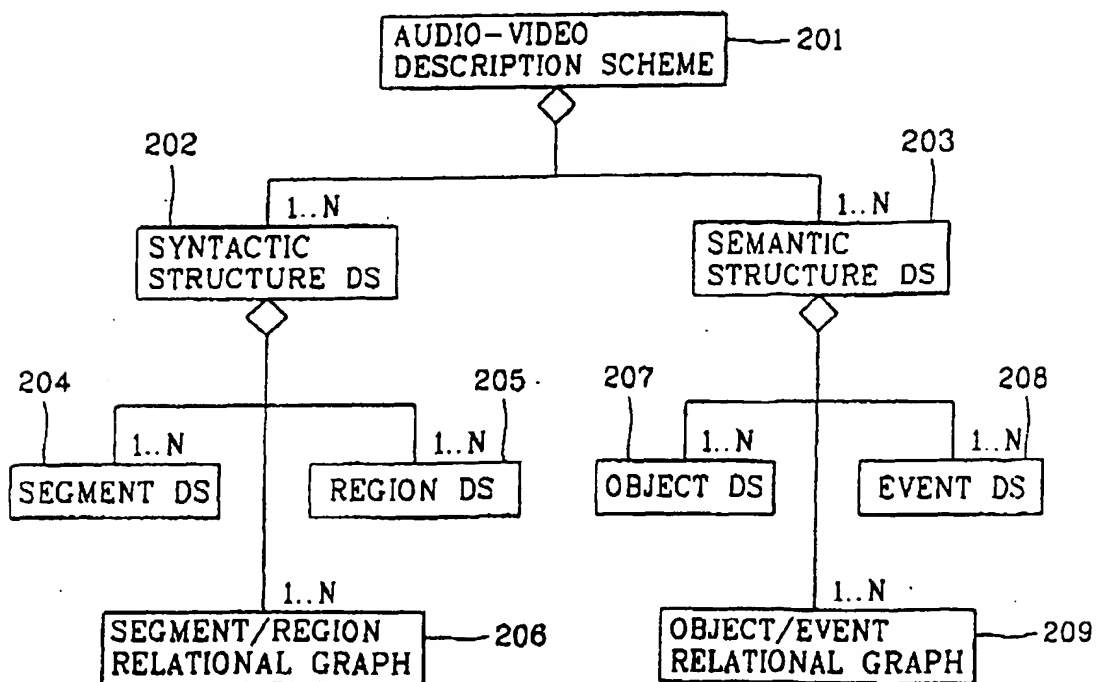 AUDIO-VIDEO
DESCRIPTION SCHEME
201
202
203
1..N
1..N
SYNTACTIC
STRUCTURE DS
SEMANTIC
STRUCTURE DS
204
205
207
208
1..N
1..N
1..N
1..N
SEGMENT DS
REGION DS
OBJECT DS
EVENT DS
1..N
1..N
SEGMENT/REGION
RELATIONAL GRAPH
206
OBJECT/EVENT
RELATIONAL GRAPH
209